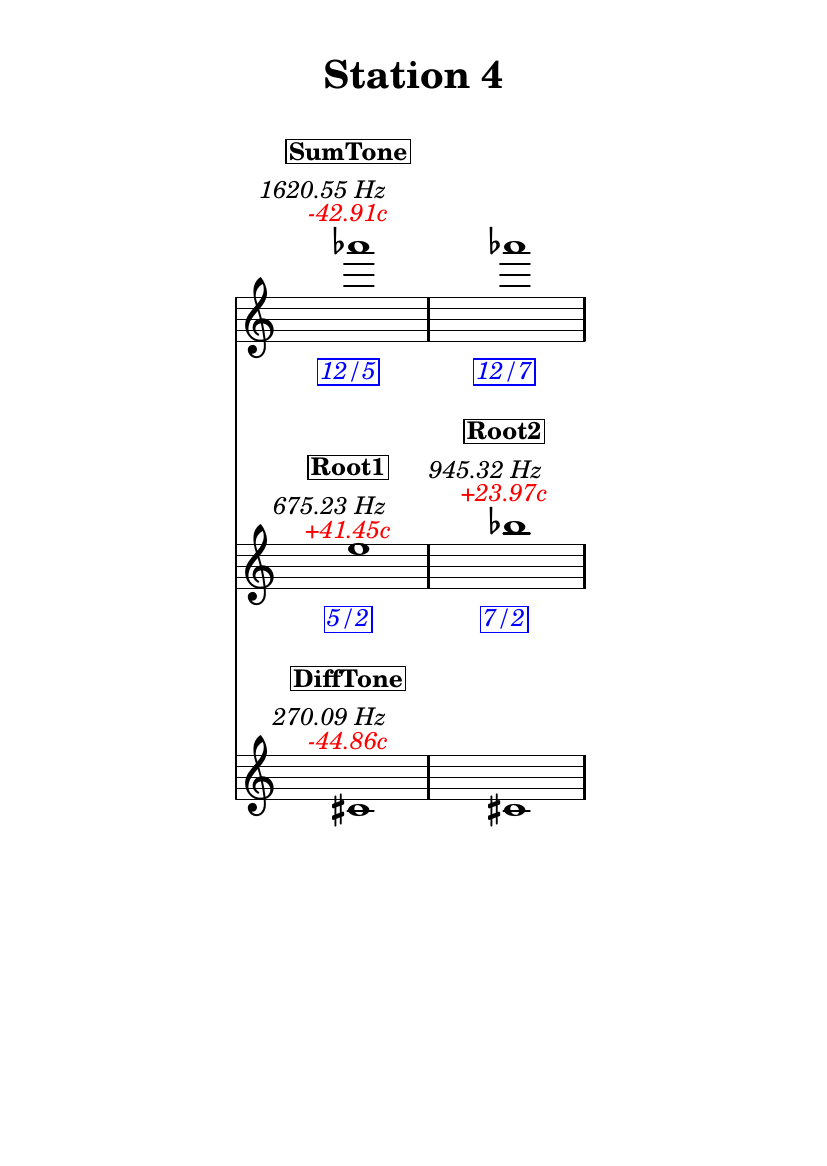 Station 4
SumTone
1620.55 Hz
-42.91c
12/5
12/7
Root2
945.32 Hz
+23.97c
Root1
675.23 Hz
+41.45c
5/2
7/2
DiffTone
270.09 Hz
-44.86c